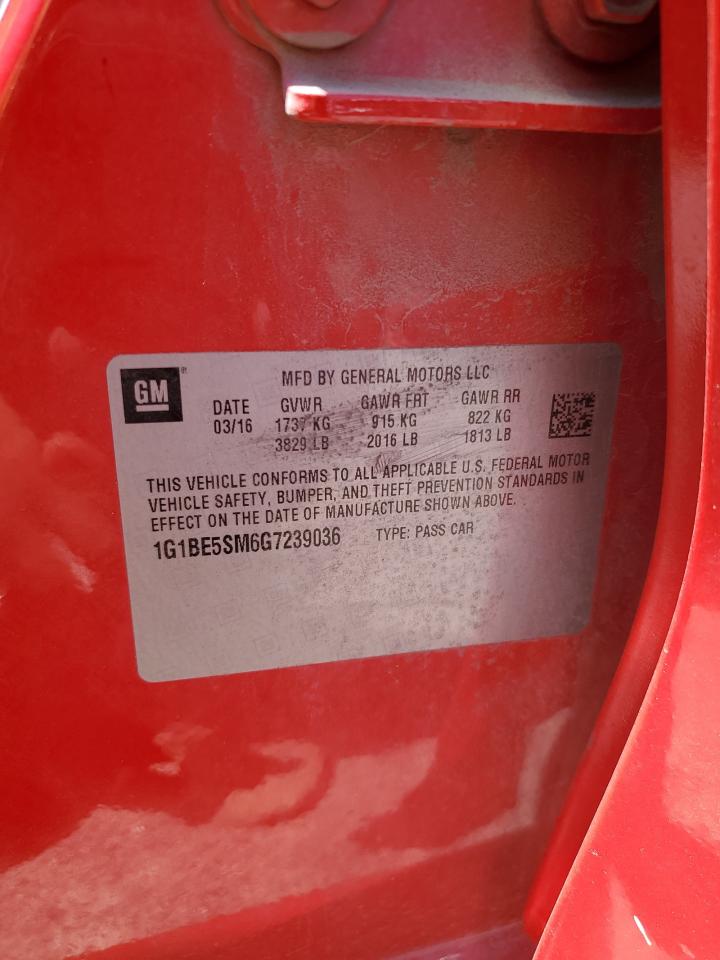 GM
MFD BY GENERAL MOTORS LLC
DATE GVWR GAWR FRT GAWR RR
03/16 1737 KG 915 KG 822 KG
3829 LB 2016 LB 1813 LB
THIS VEHICLE CONFORMS TO ALL APPLICABLE U.S. FEDERAL MOTOR
VEHICLE SAFETY, BUMPER, AND THEFT PREVENTION STANDARDS IN
EFFECT ON THE DATE OF MANUFACTURE SHOWN ABOVE.
1G1BE5SM6G7239036 TYPE: PASS CAR